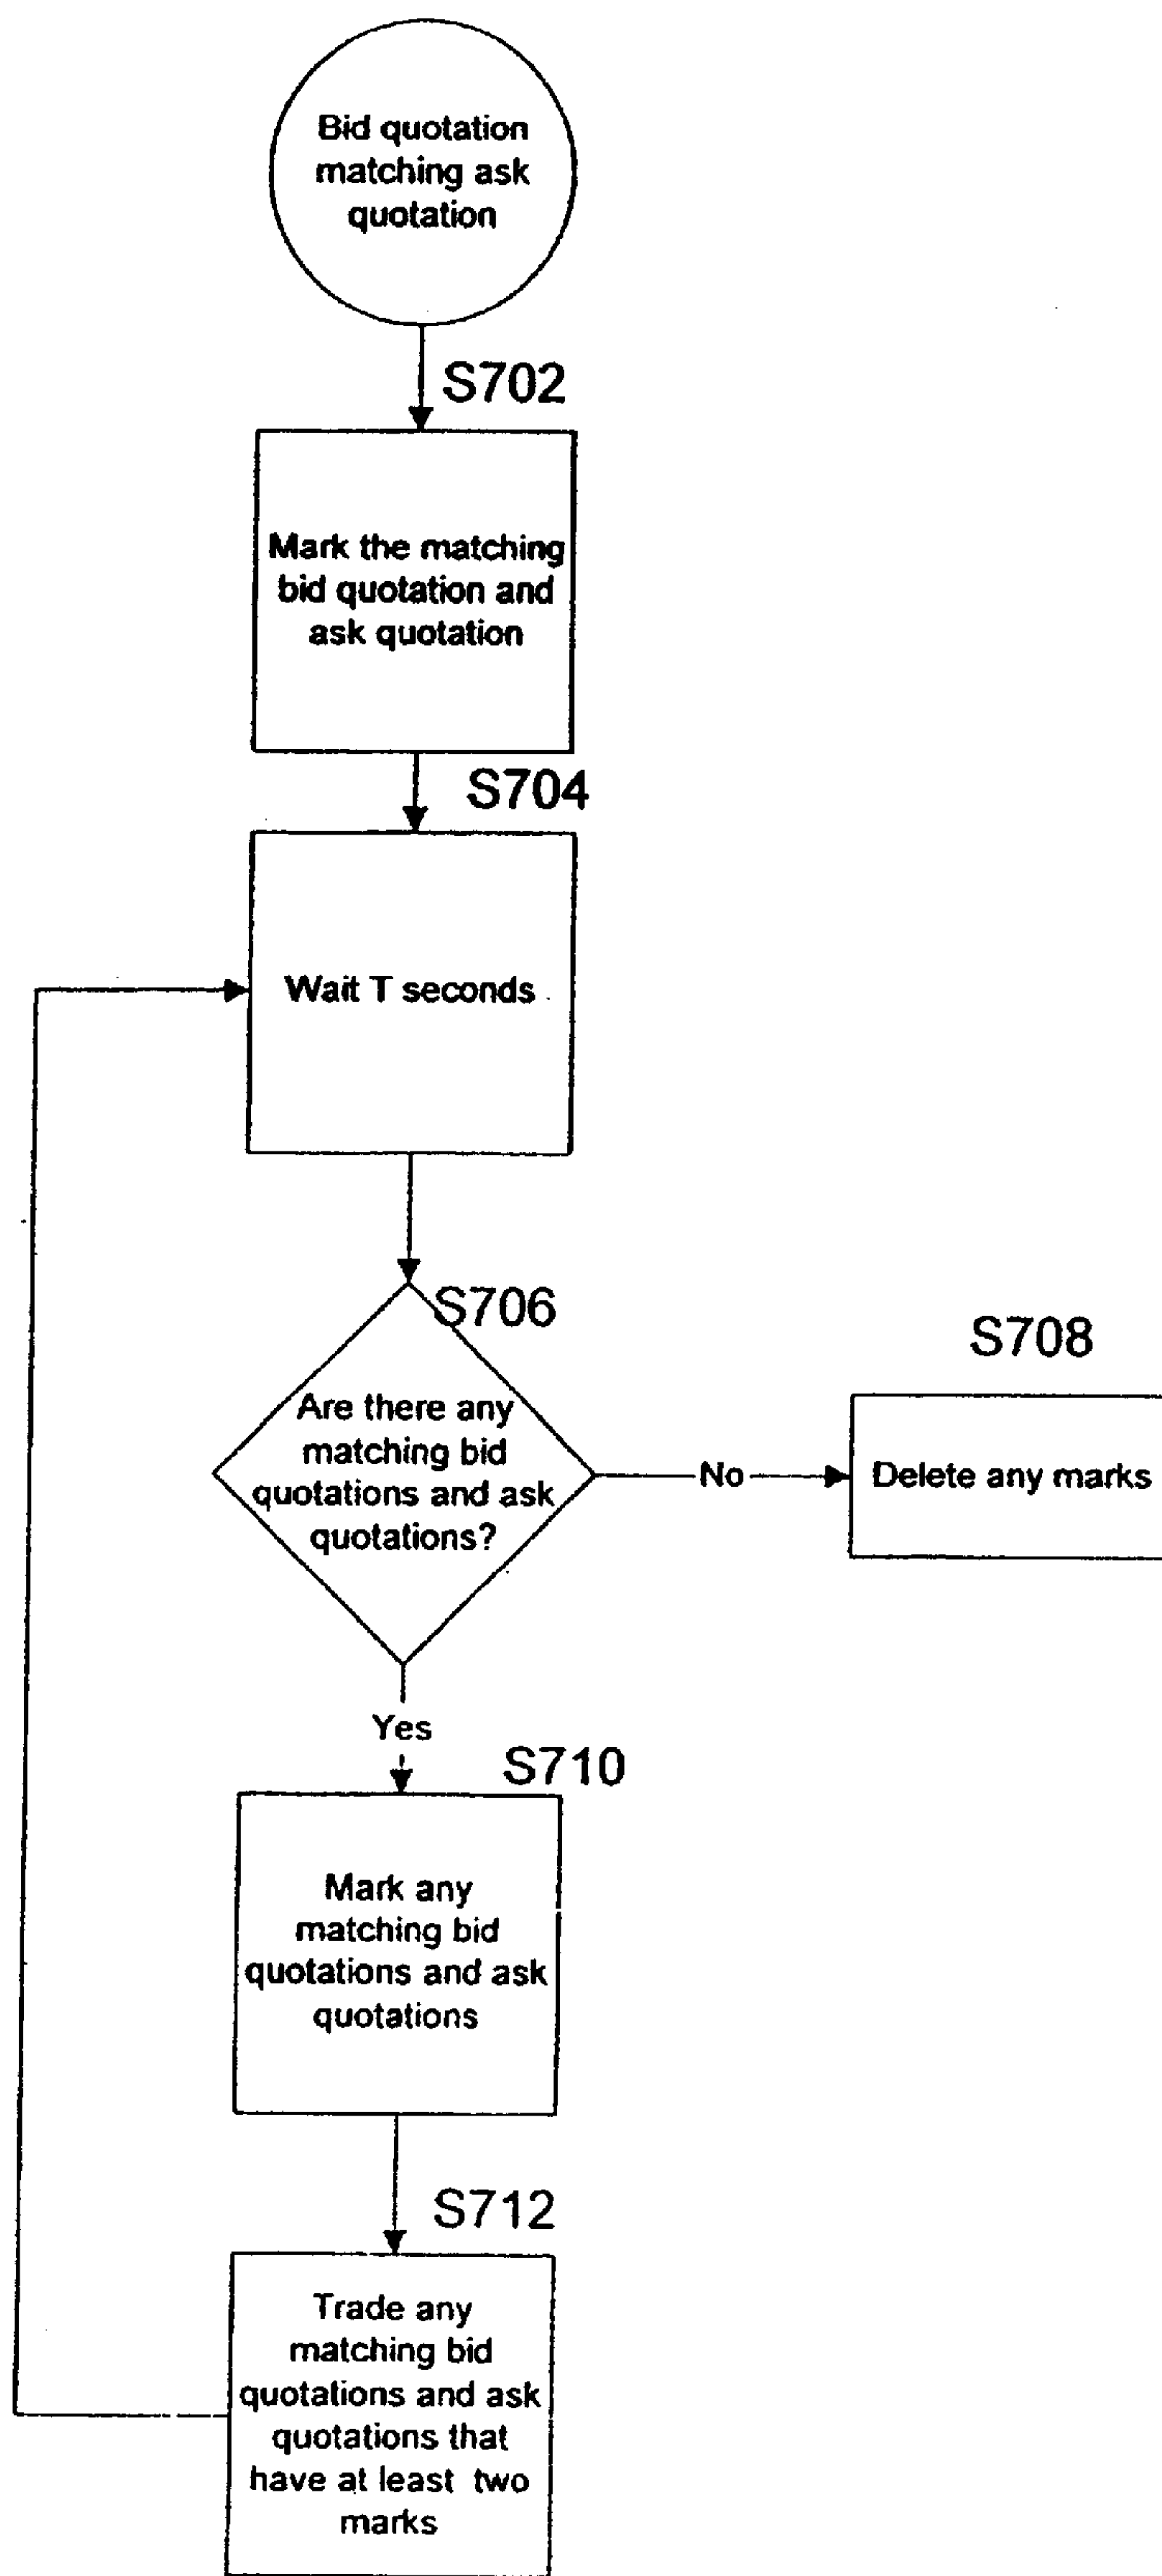 Bid quotation
matching ask
quotation
S702
Mark the matching
bid quotation and
ask quotation
S704
Wait T seconds
S706
Are there any
matching bid
quotations and ask
quotations?
No
S708
Delete any marks
Yes
S710
Mark any
matching bid
quotations and ask
quotations
S712
Trade any
matching bid
quotations and ask
quotations that
have at least two
marks